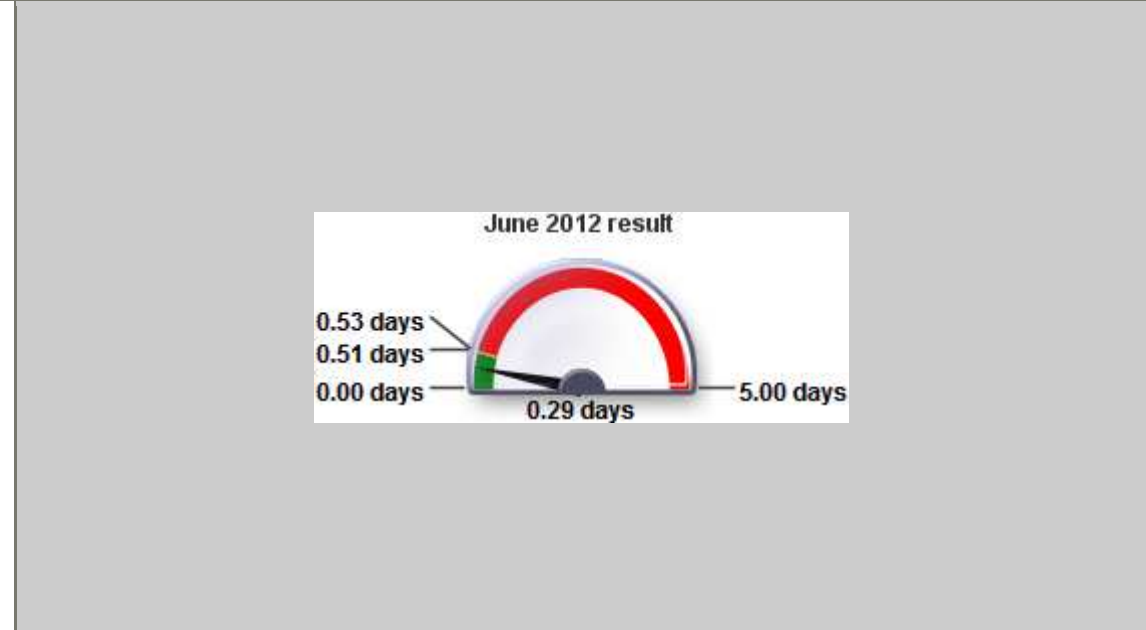 June 2012 result
0.53 days
0.51 days
0.00 days
5.00 days
0.29 days